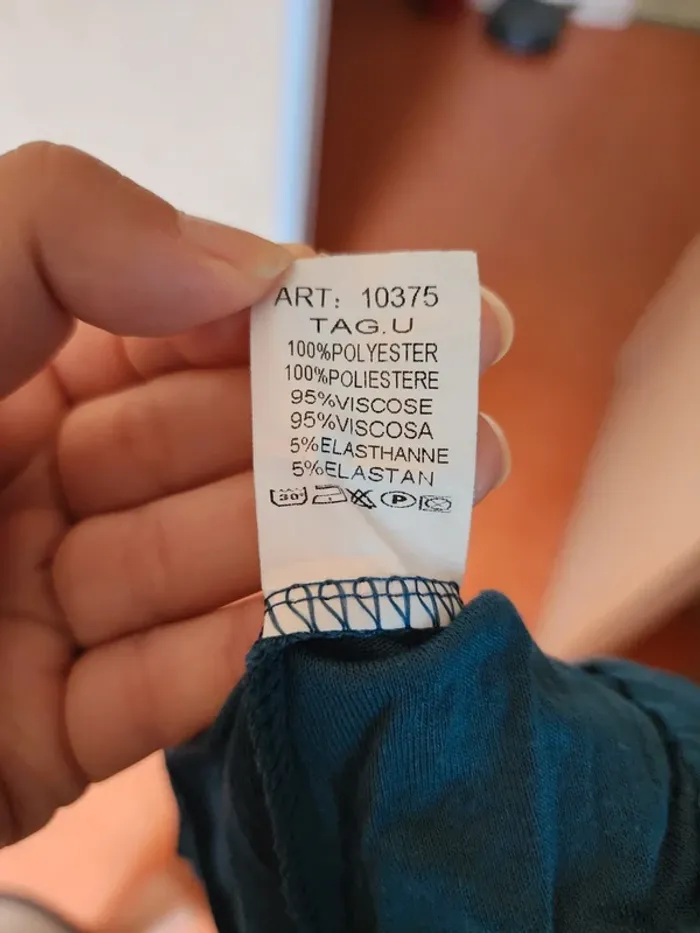 ART: 10375
TAG.U
100%POLYESTER
100%POLIESTERE
95%VISCOSE
95%VISCOSA
5%ELASTHANNE
5%ELASTAN
30° P